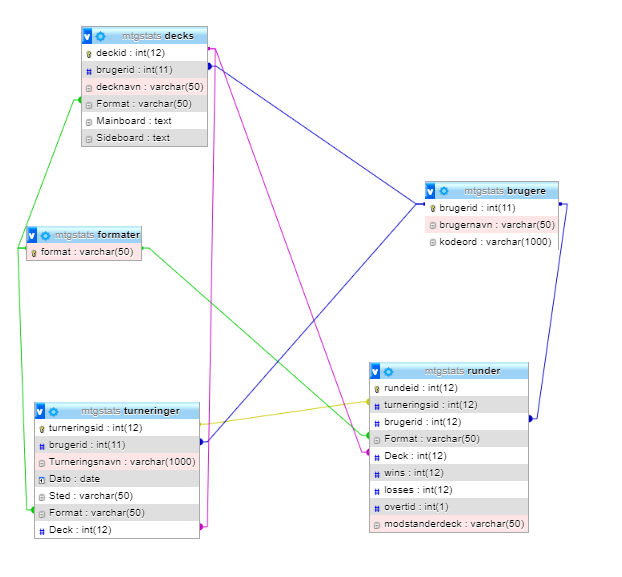 mtgstats decks
deckid : int(12)
brugerid : int(11)
decknavn : varchar(50)
Format : varchar(50)
Mainboard : text
Sideboard : text
mtgstats brugere
brugerid : int(11)
brugernavn : varchar(50)
kodeord : varchar(1000)
mtgstats formater
format : varchar(50)
mtgstats runder
rundeid : int(12)
turneringsid : int(12)
brugerid : int(12)
Format : varchar(50)
Deck : int(12)
wins : int(12)
losses : int(12)
overtid : int(1)
modstanderdeck : varchar(50)
mtgstats turneringer
turneringsid : int(12)
brugerid : int(11)
Turneringsnavn : varchar(1000)
Dato : date
Sted : varchar(50)
Format : varchar(50)
Deck : int(12)